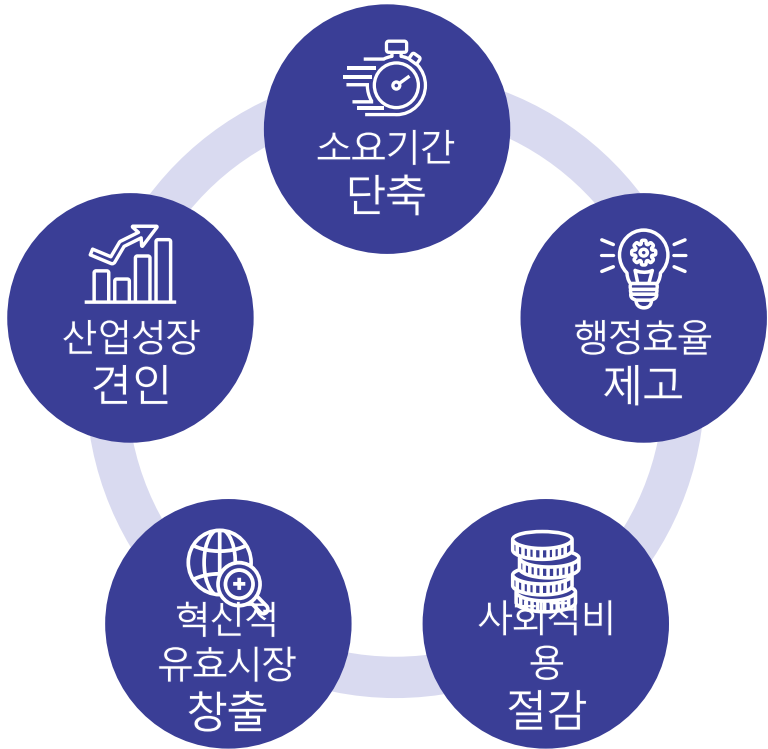 소요기간
단축
행정효율
제고
사회적비
용
절감
혁신적
유효시장
창출
산업성장
견인